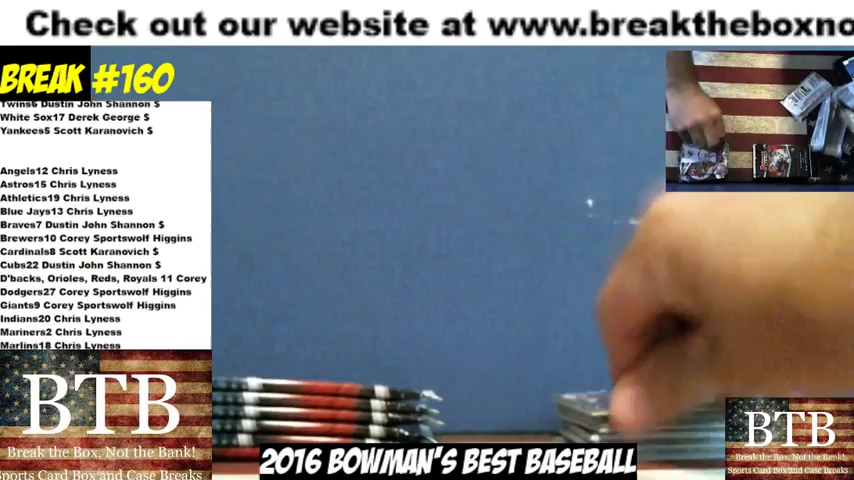 Check out our website at www.breaktheboxno
BREAK #160
Twins6 Dustin John Shannon $
White Sox17 Derek George $
Yankees5 Scott Karanovich $
Angels12 Chris Lyness
Astros15 Chris Lyness
Athletics19 Chris Lyness
Blue Jays13 Chris Lyness
Braves7 Dustin John Shannon $
Brewers10 Corey Sportswolf Higgins
Cardinals8 Scott Karanovich $
Cubs22 Dustin John Shannon $
D'backs, Orioles, Reds, Royals 11 Corey
Dodgers27 Corey Sportswolf Higgins
Giants9 Corey Sportswolf Higgins
Indians20 Chris Lyness
Mariners2 Chris Lyness
Marlins18 Chris Lyness
BTB
Break the Box, Not the Bank!
Sports Card Box and Case Breaks
2016 BOWMAN'S BEST BASEBALL
BTB
Break the Box, Not the Bank!
Sports Card Box and Case Breaks